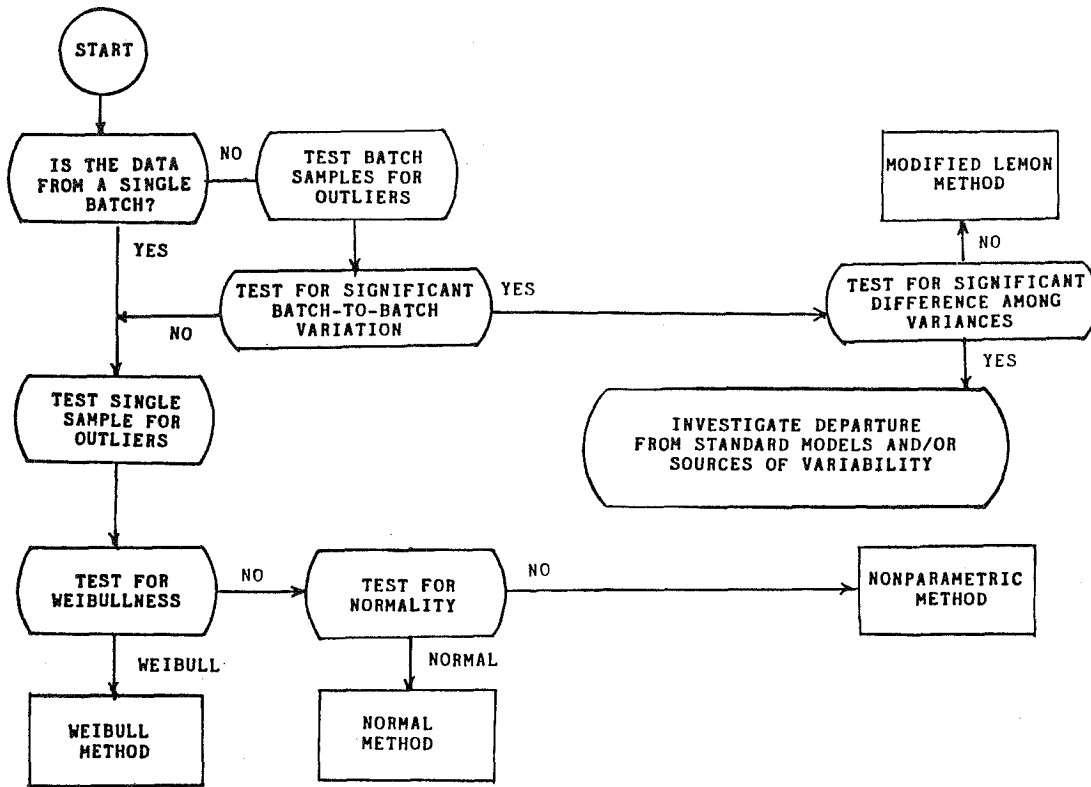 START
IS THE DATA
FROM A SINGLE
BATCH?
NO
TEST BATCH
SAMPLES FOR
OUTLIERS
MODIFIED LEMON
METHOD
YES
NO
TEST FOR SIGNIFICANT
BATCH-TO-BATCH
VARIATION
YES
TEST FOR SIGNIFICANT
DIFFERENCE AMONG
VARIANCES
NO
YES
TEST SINGLE
SAMPLE FOR
OUTLIERS
INVESTIGATE DEPARTURE
FROM STANDARD MODELS AND/OR
SOURCES OF VARIABILITY
TEST FOR
WEIBULLNESS
NO
TEST FOR
NORMALITY
NO
NONPARAMETRIC
METHOD
WEIBULL
NORMAL
WEIBULL
METHOD
NORMAL
METHOD